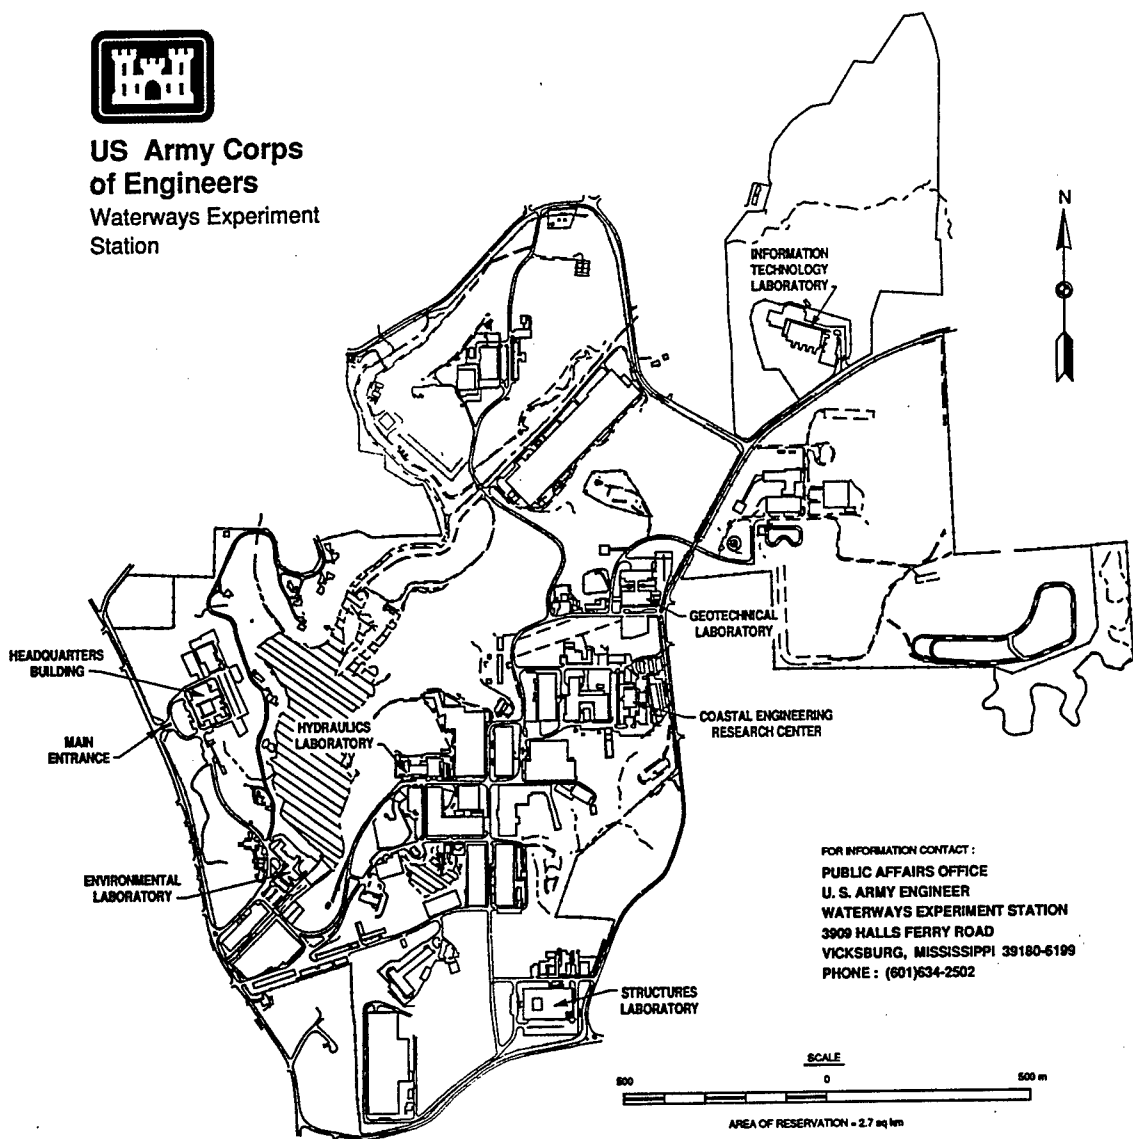 US Army Corps
of Engineers
Waterways Experiment
Station
N
INFORMATION
TECHNOLOGY
LABORATORY
GEOTECHNICAL
LABORATORY
HEADQUARTERS
BUILDING
MAIN
ENTRANCE
HYDRAULICS
LABORATORY
COASTAL ENGINEERING
RESEARCH CENTER
ENVIRONMENTAL
LABORATORY
STRUCTURES
LABORATORY
FOR INFORMATION CONTACT :
PUBLIC AFFAIRS OFFICE
U. S. ARMY ENGINEER
WATERWAYS EXPERIMENT STATION
3909 HALLS FERRY ROAD
VICKSBURG, MISSISSIPPI 39180-6199
PHONE : (601)634-2502
SCALE
500 0 500 m
AREA OF RESERVATION = 2.7 sq km